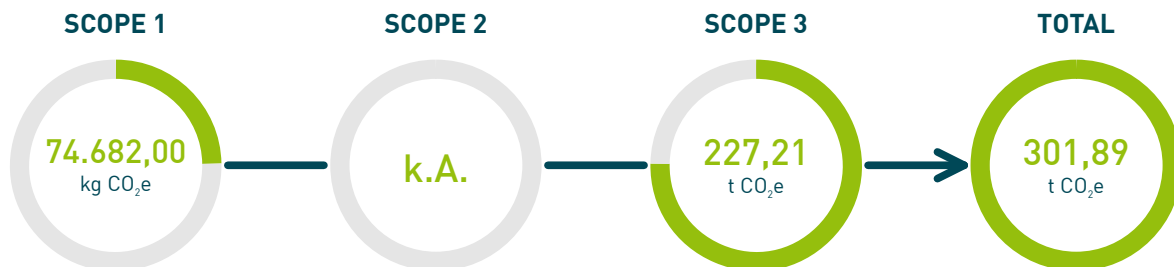 SCOPE 1
74.682,00
kg CO₂e
SCOPE 2
k.A.
SCOPE 3
227,21
t CO₂e
TOTAL
301,89
t CO₂e